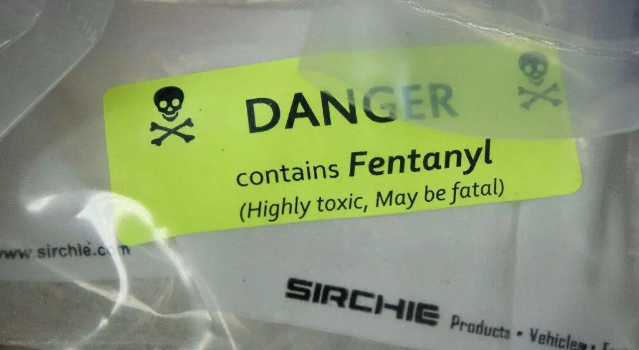 DANGER
contains Fentanyl
(Highly toxic, May be fatal)
www.sirchie.com
SIRCHIE Products • Vehicles •